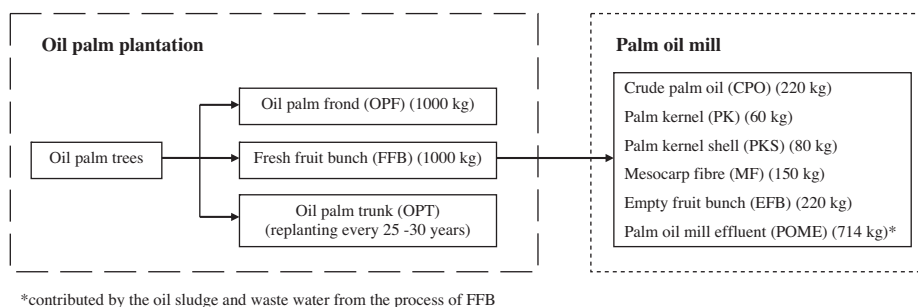 Oil palm plantation
Oil palm trees
Oil palm frond (OPF) (1000 kg)
Fresh fruit bunch (FFB) (1000 kg)
Oil palm trunk (OPT)
(replanting every 25 -30 years)
Palm oil mill
Crude palm oil (CPO) (220 kg)
Palm kernel (PK) (60 kg)
Palm kernel shell (PKS) (80 kg)
Mesocarp fibre (MF) (150 kg)
Empty fruit bunch (EFB) (220 kg)
Palm oil mill effluent (POME) (714 kg)*
*contributed by the oil sludge and waste water from the process of FFB